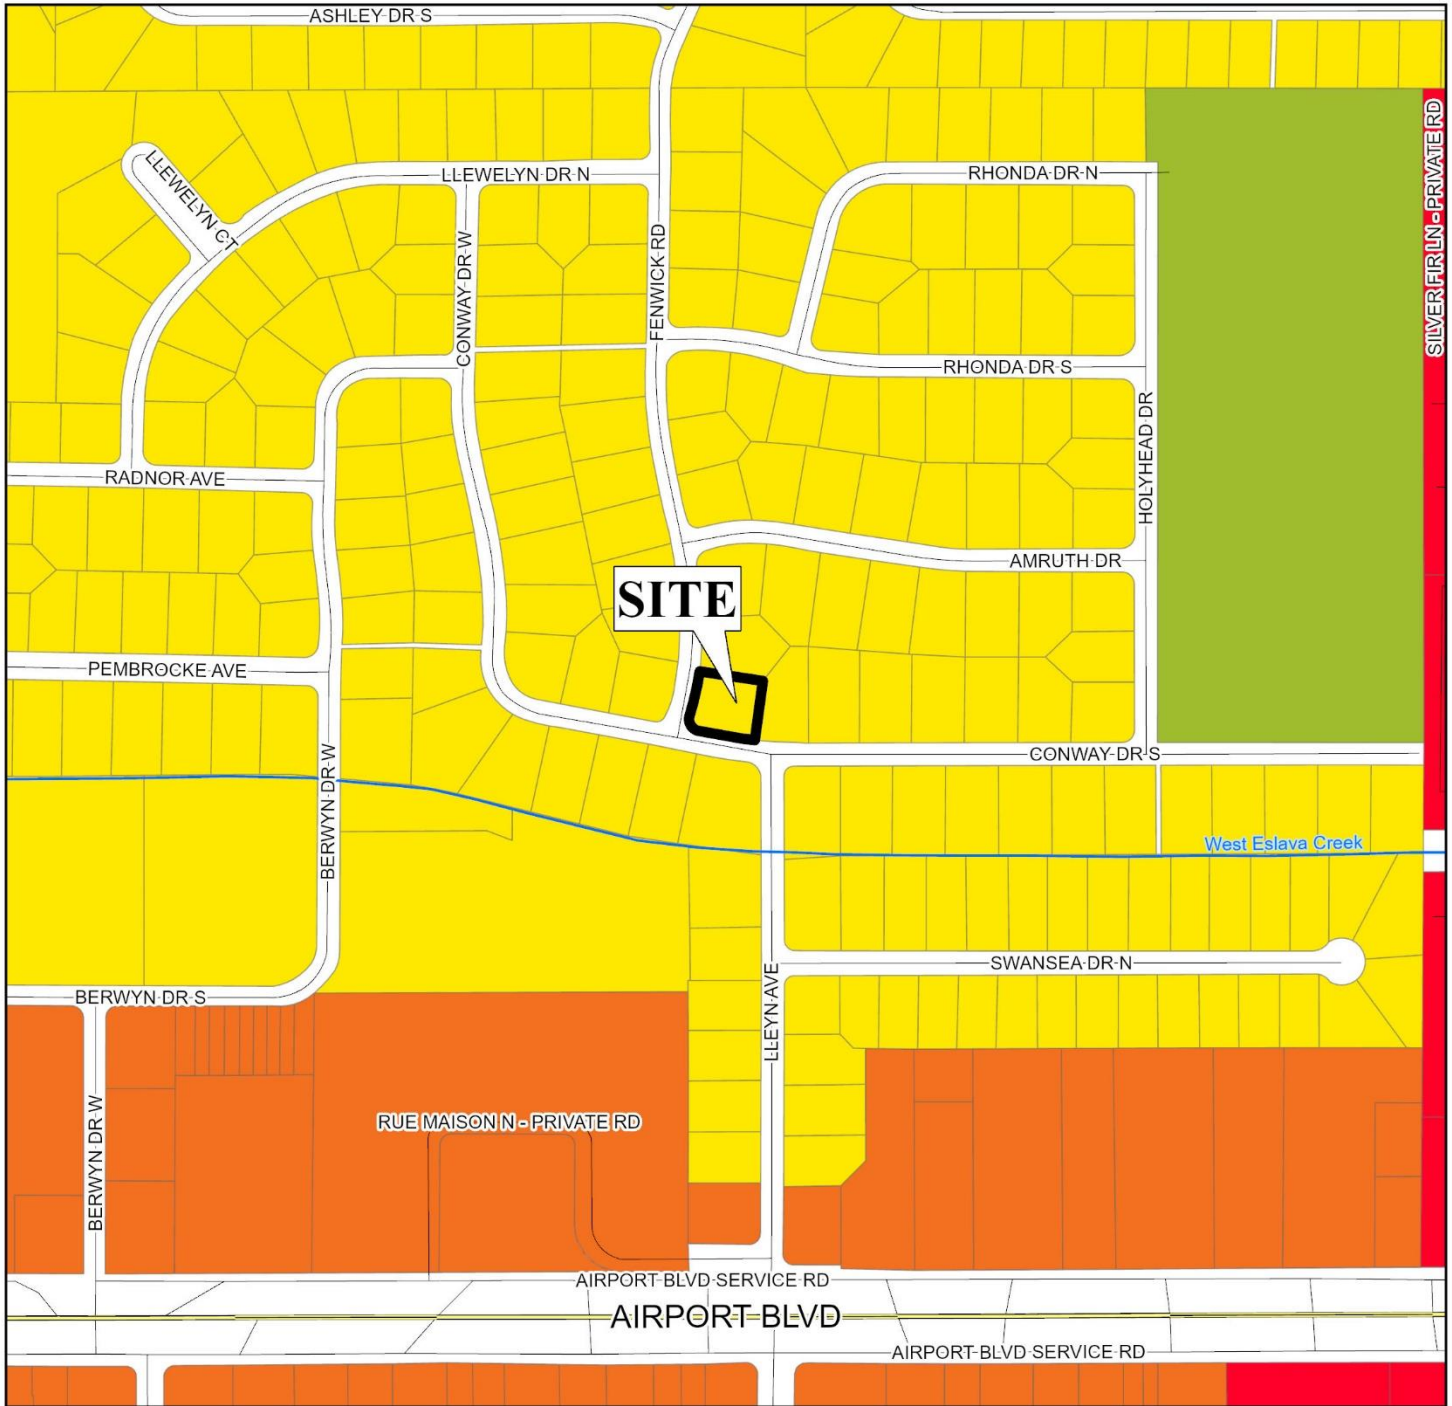 ASHLEY DR S
LLEWELYN CT
LLEWELYN DR N
RHONDA DR N
SILVER FIR LN - PRIVATE RD
CONWAY DR W
FENWICK RD
RHONDA DR S
HOLYHEAD DR
RADNOR AVE
AMRUTH DR
SITE
PEMBROCKE AVE
CONWAY DR S
BERWYN DR W
West Eslava Creek
SWANSEA DR N
LLEYN AVE
BERWYN DR S
BERWYN DR W
RUE MAISON N - PRIVATE RD
AIRPORT BLVD SERVICE RD
AIRPORT BLVD
AIRPORT BLVD SERVICE RD